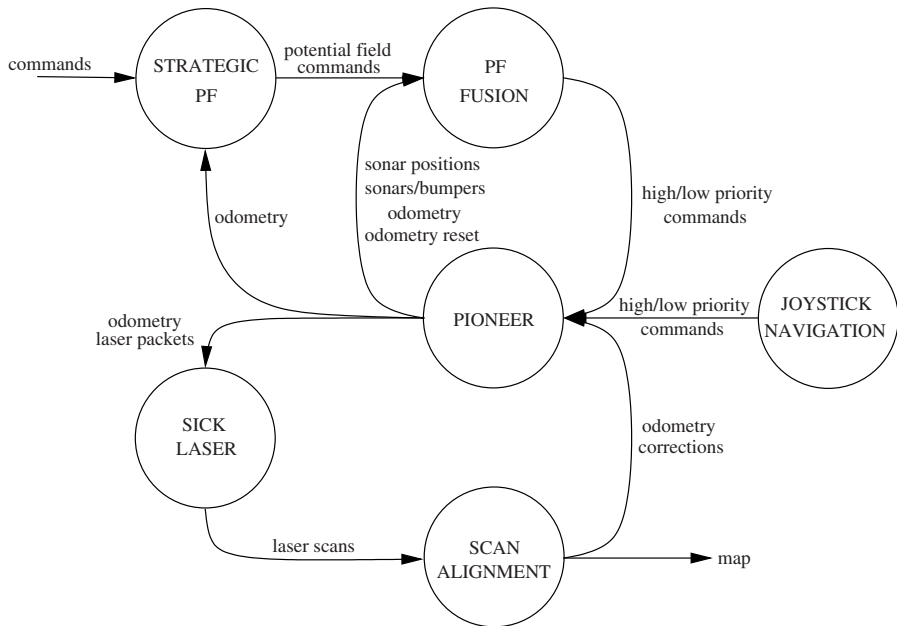 commands
STRATEGIC
PF
potential field
commands
PF
FUSION
sonar positions
sonars/bumpers
odometry
odometry reset
high/low priority
commands
odometry
PIONEER
high/low priority
commands
JOYSTICK
NAVIGATION
odometry
laser packets
SICK
LASER
odometry
corrections
laser scans
SCAN
ALIGNMENT
map